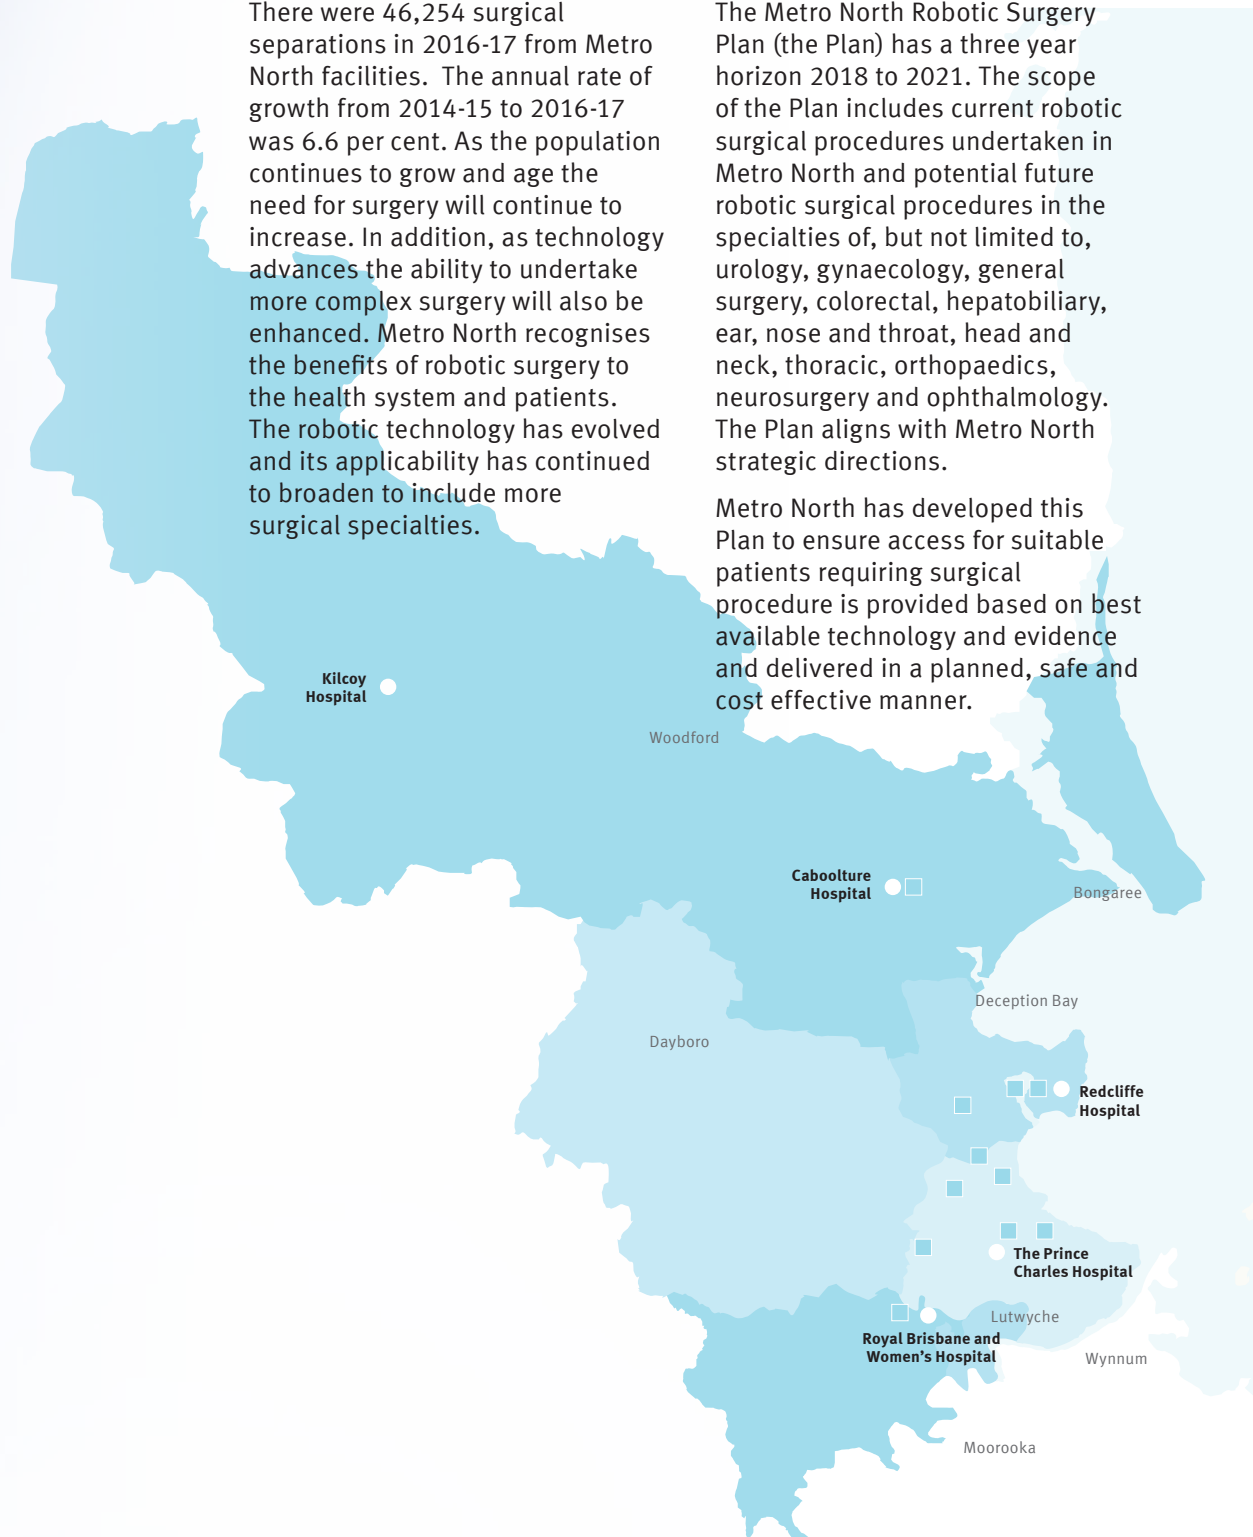 There were 46,254 surgical
separations in 2016-17 from Metro
North facilities.  The annual rate of
growth from 2014-15 to 2016-17
was 6.6 per cent. As the population
continues to grow and age the
need for surgery will continue to
increase. In addition, as technology
advances the ability to undertake
more complex surgery will also be
enhanced. Metro North recognises
the benefits of robotic surgery to
the health system and patients.
The robotic technology has evolved
and its applicability has continued
to broaden to include more
surgical specialties.
The Metro North Robotic Surgery
Plan (the Plan) has a three year
horizon 2018 to 2021. The scope
of the Plan includes current robotic
surgical procedures undertaken in
Metro North and potential future
robotic surgical procedures in the
specialties of, but not limited to,
urology, gynaecology, general
surgery, colorectal, hepatobiliary,
ear, nose and throat, head and
neck, thoracic, orthopaedics,
neurosurgery and ophthalmology.
The Plan aligns with Metro North
strategic directions.
Metro North has developed this
Plan to ensure access for suitable
patients requiring surgical
procedure is provided based on best
available technology and evidence
and delivered in a planned, safe and
cost effective manner.
Kilcoy
Hospital
Woodford
Caboolture
Hospital
Bongaree
Deception Bay
Dayboro
Redcliffe
Hospital
The Prince
Charles Hospital
Lutwyche
Royal Brisbane and
Women's Hospital
Wynnum
Moorooka